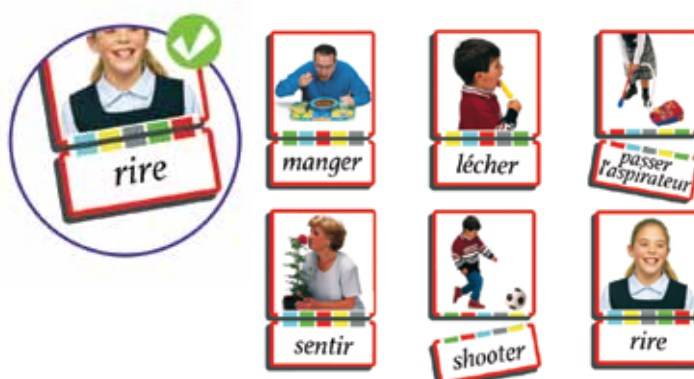 rire
manger
lécher
passer
l'aspirateur
sentir
shooter
rire